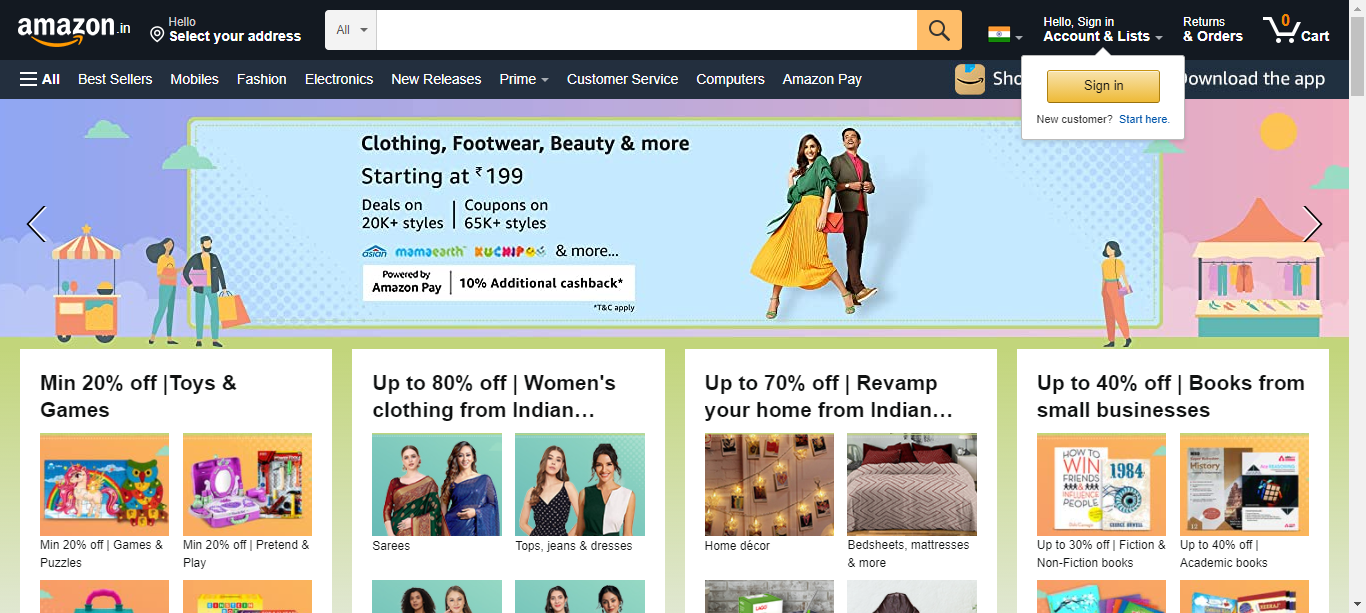 amazon.in
Hello
Select your address
All
Hello, Sign in
Account & Lists
Returns
& Orders
0
Cart
All
Best Sellers
Mobiles
Fashion
Electronics
New Releases
Prime
Customer Service
Computers
Amazon Pay
Download the app
Sign in
New customer? Start here.
Clothing, Footwear, Beauty & more
Starting at ₹199
Deals on
20K+ styles
Coupons on
65K+ styles
asian mamaearth KUCHIPOO & more...
Powered by
Amazon Pay
10% Additional cashback*
*T&C apply
Min 20% off |Toys &
Games
Min 20% off | Games &
Puzzles
Min 20% off | Pretend &
Play
Up to 80% off | Women's
clothing from Indian…
Sarees
Tops, jeans & dresses
Up to 70% off | Revamp
your home from Indian…
Home décor
Bedsheets, mattresses
& more
Up to 40% off | Books from
small businesses
HOW TO
WIN
FRIENDS
&
INFLUENCE
PEOPLE
1984
GEORGE ORWELL
History
12
Up to 30% off | Fiction &
Non-Fiction books
Up to 40% off |
Academic books